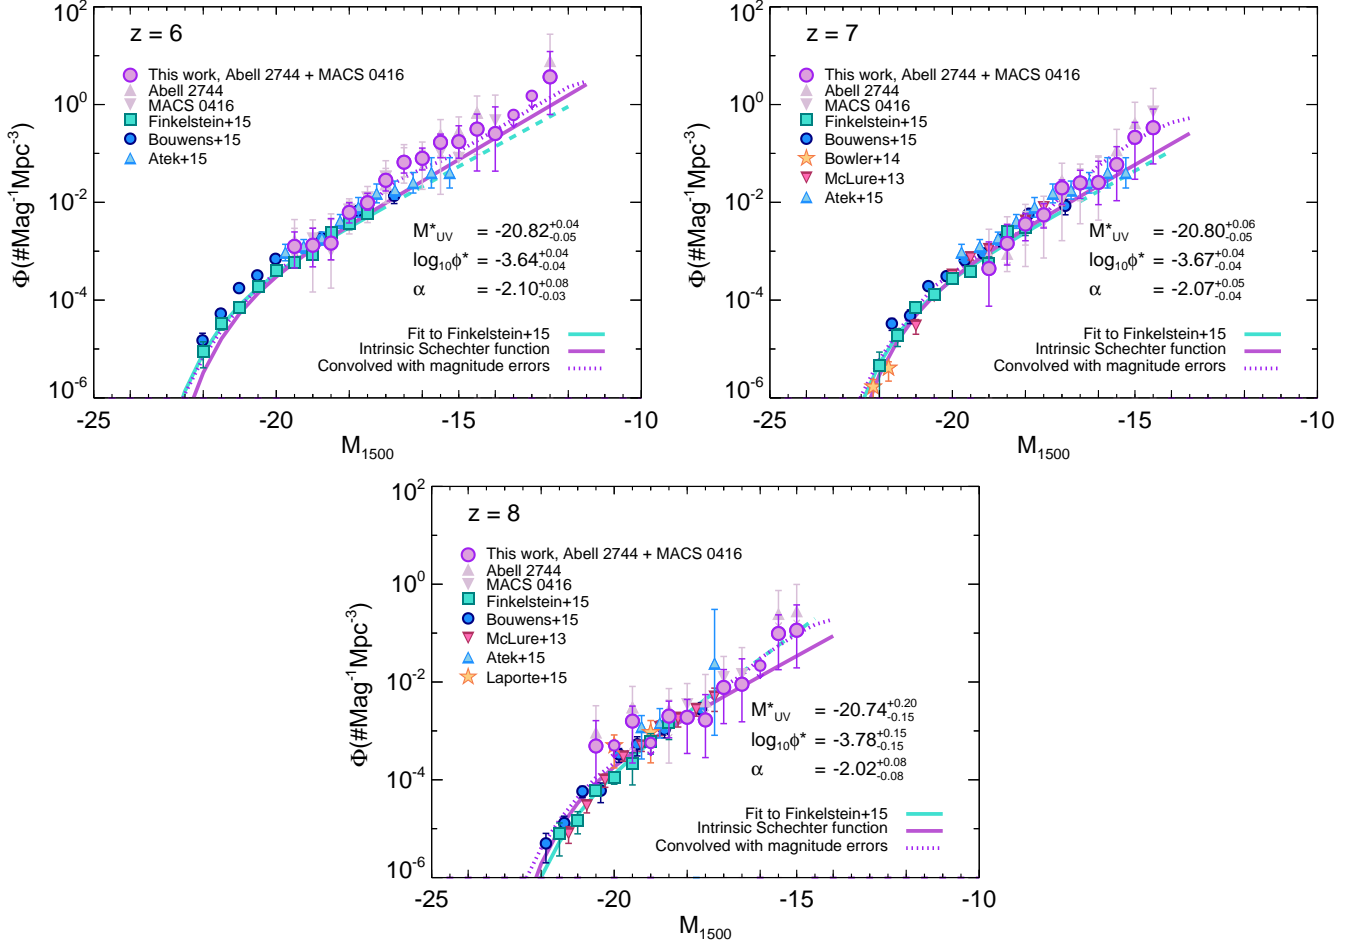 z = 6
This work, Abell 2744 + MACS 0416
Abell 2744
MACS 0416
Finkelstein+15
Bouwens+15
Atek+15
M*UV = -20.82+0.04-0.05
log10ϕ* = -3.64+0.04-0.04
α = -2.10+0.08-0.03
Fit to Finkelstein+15
Intrinsic Schechter function
Convolved with magnitude errors
10^2
10^0
10^-2
10^-4
10^-6
Φ(#Mag^-1Mpc^-3)
-25 -20 -15 -10
M1500
z = 7
This work, Abell 2744 + MACS 0416
Abell 2744
MACS 0416
Finkelstein+15
Bouwens+15
Bowler+14
McLure+13
Atek+15
M*UV = -20.80+0.06-0.05
log10ϕ* = -3.67+0.04-0.04
α = -2.07+0.05-0.04
Fit to Finkelstein+15
Intrinsic Schechter function
Convolved with magnitude errors
10^2
10^0
10^-2
10^-4
10^-6
Φ(#Mag^-1Mpc^-3)
-25 -20 -15 -10
M1500
z = 8
This work, Abell 2744 + MACS 0416
Abell 2744
MACS 0416
Finkelstein+15
Bouwens+15
McLure+13
Atek+15
Laporte+15
M*UV = -20.74+0.20-0.15
log10ϕ* = -3.78+0.15-0.15
α = -2.02+0.08-0.08
Fit to Finkelstein+15
Intrinsic Schechter function
Convolved with magnitude errors
10^2
10^0
10^-2
10^-4
10^-6
Φ(#Mag^-1Mpc^-3)
-25 -20 -15 -10
M1500